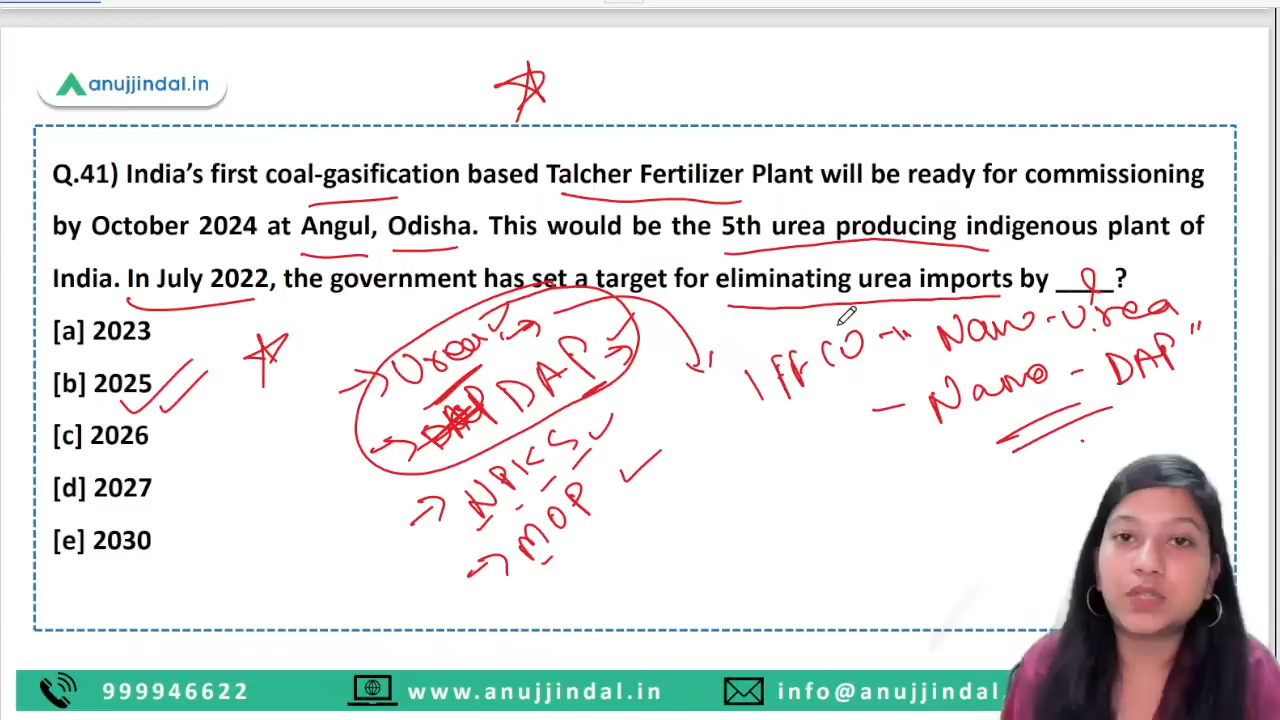 anujjindal.in
Q.41) India's first coal-gasification based Talcher Fertilizer Plant will be ready for commissioning
by October 2024 at Angul, Odisha. This would be the 5th urea producing indigenous plant of
India. In July 2022, the government has set a target for eliminating urea imports by ____?
[a] 2023
[b] 2025
[c] 2026
[d] 2027
[e] 2030
Urea
DAP
NPKS
MOP
IFFCO
Nano-Urea
- Nano - DAP"
999946622
www.anujjindal.in
info@anujjindal.